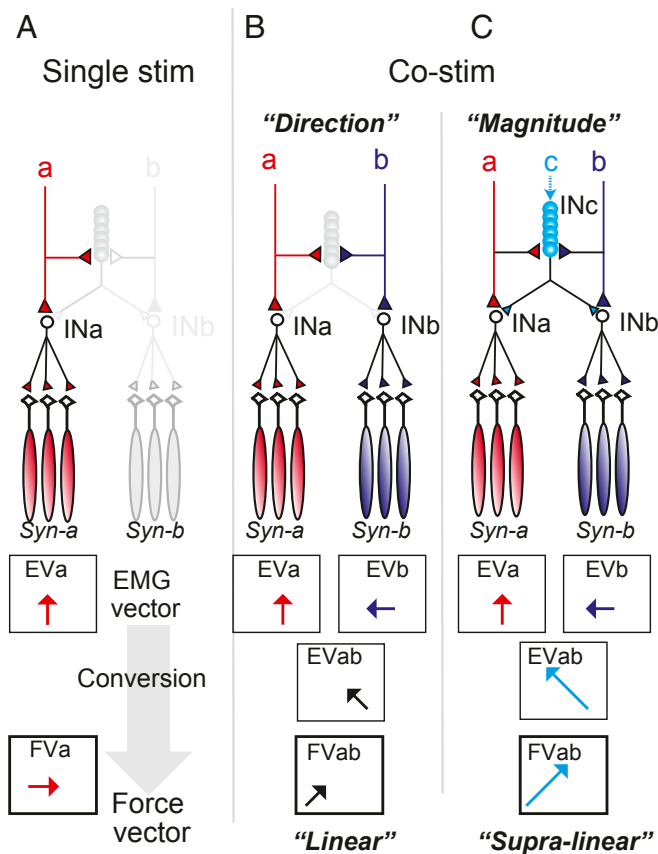 A
B
C
Single stim
Co-stim
“Direction”
“Magnitude”
a
b
a
b
a
c
b
INc
INa
INb
INa
INb
INa
INb
Syn-a
Syn-b
Syn-a
Syn-b
Syn-a
Syn-b
EVa
EMG
vector
EVa
EVb
EVa
EVb
Conversion
EVab
EVab
FVa
Force
vector
FVab
FVab
“Linear”
“Supra-linear”